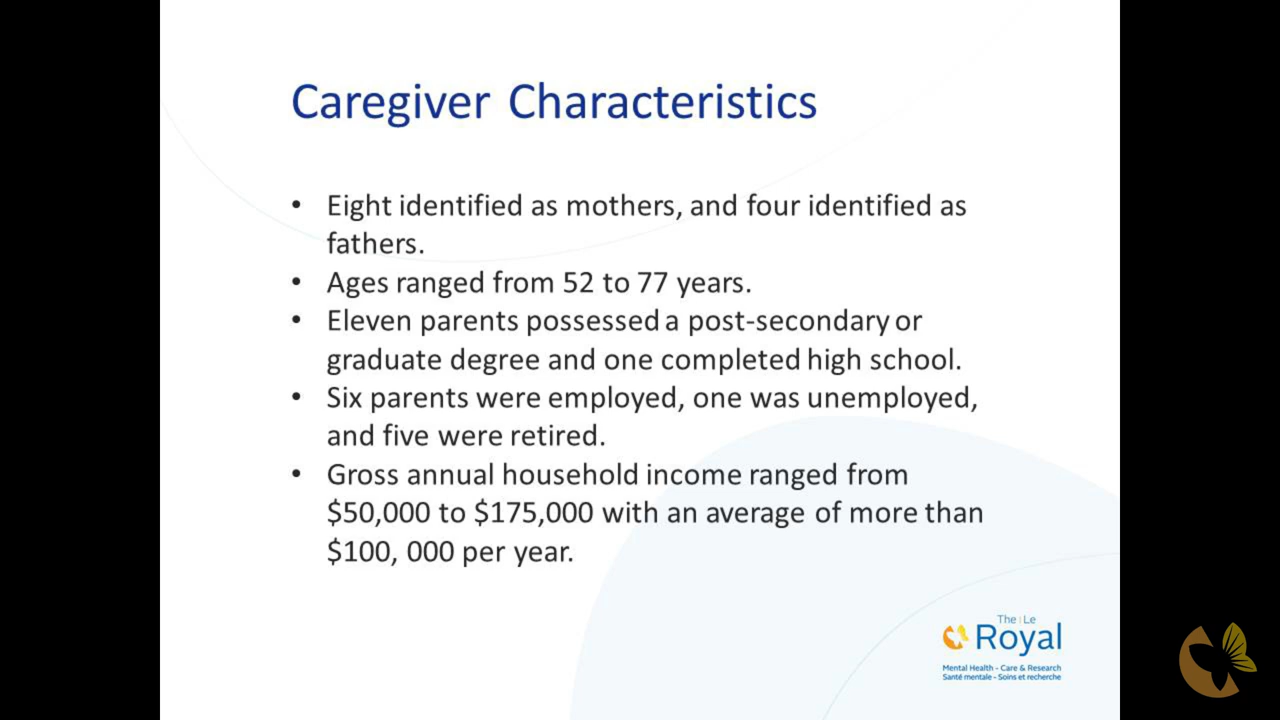 Caregiver Characteristics
• Eight identified as mothers, and four identified as
fathers.
• Ages ranged from 52 to 77 years.
• Eleven parents possessed a post-secondary or
graduate degree and one completed high school.
• Six parents were employed, one was unemployed,
and five were retired.
• Gross annual household income ranged from
$50,000 to $175,000 with an average of more than
$100, 000 per year.
The | Le
Royal
Mental Health - Care & Research
Santé mentale - Soins et recherche